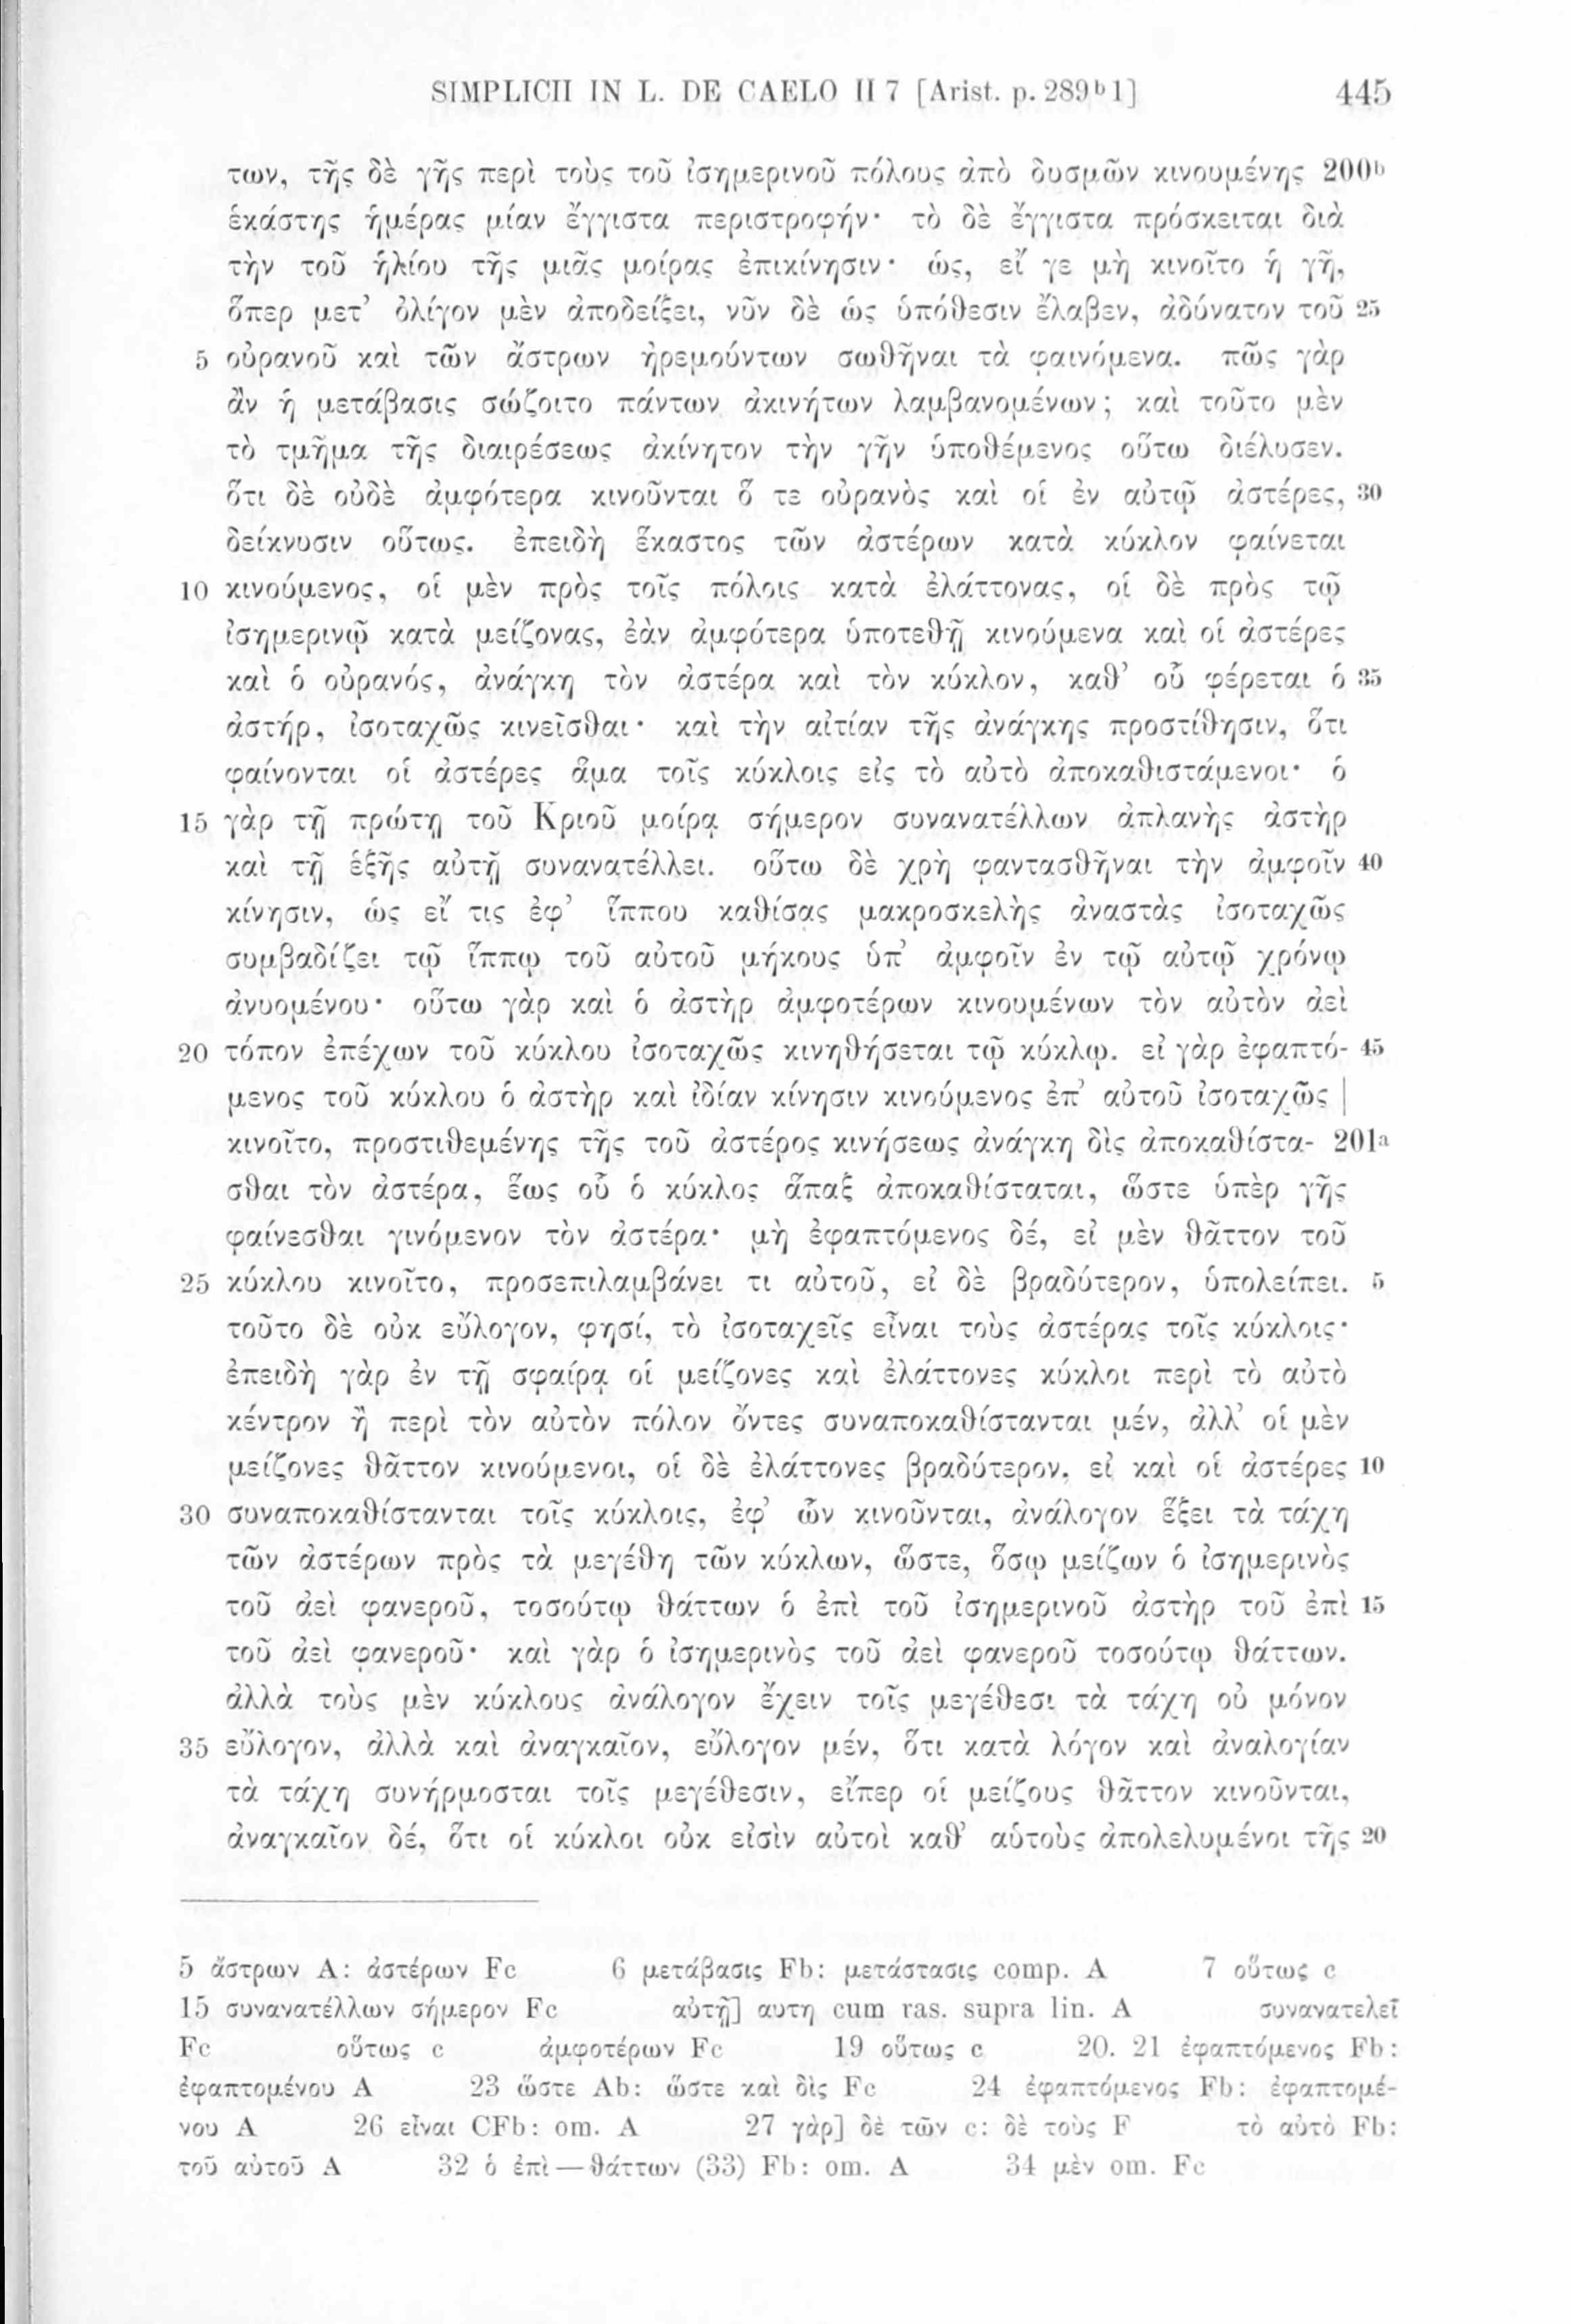 SIMPLICII IN L. DE CAELO II 7 [Arist. p. 289ᵇ1] 445
των, τῆς δὲ γῆς περὶ τοὺς τοῦ ἰσημερινοῦ πόλους ἀπὸ δυσμῶν κινουμένης 200ᵇ
ἑκάστης ἡμέρας μίαν ἔγγιστα περιστροφήν· τὸ δὲ ἔγγιστα πρόσκειται διὰ
τὴν τοῦ ἡλίου τῆς μιᾶς μοίρας ἐπικίνησιν· ὡς, εἴ γε μὴ κινοῖτο ἡ γῆ,
ὅπερ μετ’ ὀλίγον μὲν ἀποδείξει, νῦν δὲ ὡς ὑπόθεσιν ἔλαβεν, ἀδύνατον τοῦ 25
5 οὐρανοῦ καὶ τῶν ἄστρων ἠρεμούντων σωθῆναι τὰ φαινόμενα. πῶς γὰρ
ἂν ἡ μετάβασις σώζοιτο πάντων ἀκινήτων λαμβανομένων; καὶ τοῦτο μὲν
τὸ τμῆμα τῆς διαιρέσεως ἀκίνητον τὴν γῆν ὑποθέμενος οὕτω διέλυσεν.
ὅτι δὲ οὐδὲ ἀμφότερα κινοῦνται ὅ τε οὐρανὸς καὶ οἱ ἐν αὐτῷ ἀστέρες, 30
δείκνυσιν οὕτως. ἐπειδὴ ἕκαστος τῶν ἀστέρων κατὰ κύκλον φαίνεται
10 κινούμενος, οἱ μὲν πρὸς τοῖς πόλοις κατὰ ἐλάττονας, οἱ δὲ πρὸς τῷ
ἰσημερινῷ κατὰ μείζονας, ἐὰν ἀμφότερα ὑποτεθῇ κινούμενα καὶ οἱ ἀστέρες
καὶ ὁ οὐρανός, ἀνάγκη τὸν ἀστέρα καὶ τὸν κύκλον, καθ’ οὗ φέρεται ὁ 35
ἀστήρ, ἰσοταχῶς κινεῖσθαι· καὶ τὴν αἰτίαν τῆς ἀνάγκης προστίθησιν, ὅτι
φαίνονται οἱ ἀστέρες ἅμα τοῖς κύκλοις εἰς τὸ αὐτὸ ἀποκαθιστάμενοι· ὁ
15 γὰρ τῇ πρώτῃ τοῦ Κριοῦ μοίρᾳ σήμερον συνανατέλλων ἀπλανὴς ἀστὴρ
καὶ τῇ ἑξῆς αὐτῇ συνανατέλλει. οὕτω δὲ χρὴ φαντασθῆναι τὴν ἀμφοῖν 40
κίνησιν, ὡς εἴ τις ἐφ’ ἵππου καθίσας μακροσκελὴς ἀναστὰς ἰσοταχῶς
συμβαδίζει τῷ ἵππῳ τοῦ αὐτοῦ μήκους ὑπ’ ἀμφοῖν ἐν τῷ αὐτῷ χρόνῳ
ἀνυομένου· οὕτω γὰρ καὶ ὁ ἀστὴρ ἀμφοτέρων κινουμένων τὸν αὐτὸν ἀεὶ
20 τόπον ἐπέχων τοῦ κύκλου ἰσοταχῶς κινηθήσεται τῷ κύκλῳ. εἰ γὰρ ἐφαπτό- 45
μενος τοῦ κύκλου ὁ ἀστὴρ καὶ ἰδίαν κίνησιν κινούμενος ἐπ’ αὐτοῦ ἰσοταχῶς |
κινοῖτο, προστιθεμένης τῆς τοῦ ἀστέρος κινήσεως ἀνάγκη δὶς ἀποκαθίστα- 201ᵃ
σθαι τὸν ἀστέρα, ἕως οὗ ὁ κύκλος ἅπαξ ἀποκαθίσταται, ὥστε ὑπὲρ γῆς
φαίνεσθαι γινόμενον τὸν ἀστέρα· μὴ ἐφαπτόμενος δέ, εἰ μὲν θᾶττον τοῦ
25 κύκλου κινοῖτο, προσεπιλαμβάνει τι αὐτοῦ, εἰ δὲ βραδύτερον, ὑπολείπει. 5
τοῦτο δὲ οὐκ εὔλογον, φησί, τὸ ἰσοταχεῖς εἶναι τοὺς ἀστέρας τοῖς κύκλοις·
ἐπειδὴ γὰρ ἐν τῇ σφαίρᾳ οἱ μείζονες καὶ ἐλάττονες κύκλοι περὶ τὸ αὐτὸ
κέντρον ἢ περὶ τὸν αὐτὸν πόλον ὄντες συναποκαθίστανται μέν, ἀλλ’ οἱ μὲν
μείζονες θᾶττον κινούμενοι, οἱ δὲ ἐλάττονες βραδύτερον, εἰ καὶ οἱ ἀστέρες 10
30 συναποκαθίστανται τοῖς κύκλοις, ἐφ’ ὧν κινοῦνται, ἀνάλογον ἕξει τὰ τάχη
τῶν ἀστέρων πρὸς τὰ μεγέθη τῶν κύκλων, ὥστε, ὅσῳ μείζων ὁ ἰσημερινὸς
τοῦ ἀεὶ φανεροῦ, τοσούτῳ θάττων ὁ ἐπὶ τοῦ ἰσημερινοῦ ἀστὴρ τοῦ ἐπὶ 15
τοῦ ἀεὶ φανεροῦ· καὶ γὰρ ὁ ἰσημερινὸς τοῦ ἀεὶ φανεροῦ τοσούτῳ θάττων.
ἀλλὰ τοὺς μὲν κύκλους ἀνάλογον ἔχειν τοῖς μεγέθεσι τὰ τάχη οὐ μόνον
35 εὔλογον, ἀλλὰ καὶ ἀναγκαῖον, εὔλογον μέν, ὅτι κατὰ λόγον καὶ ἀναλογίαν
τὰ τάχη συνήρμοσται τοῖς μεγέθεσιν, εἴπερ οἱ μείζους θᾶττον κινοῦνται,
ἀναγκαῖον δέ, ὅτι οἱ κύκλοι οὐκ εἰσὶν αὐτοὶ καθ’ αὑτοὺς ἀπολελυμένοι τῆς 20
5 ἄστρων A: ἀστέρων Fc 6 μετάβασις Fb: μετάστασις comp. A 7 οὕτως c
15 συνανατέλλων σήμερον Fc αὐτῇ] αυτη cum ras. supra lin. A συνανατελεῖ
Fc οὕτως c ἀμφοτέρων Fc 19 οὕτως c 20. 21 ἐφαπτόμενος Fb:
ἐφαπτομένου A 23 ὥστε Ab: ὥστε καὶ δὶς Fc 24 ἐφαπτόμενος Fb: ἐφαπτομέ-
νου A 26 εἶναι CFb: om. A 27 γὰρ] δὲ τῶν c: δὲ τοὺς F τὸ αὐτὸ Fb:
τοῦ αὐτοῦ A 32 ὁ ἐπὶ — θάττων (33) Fb: om. A 34 μὲν om. Fc